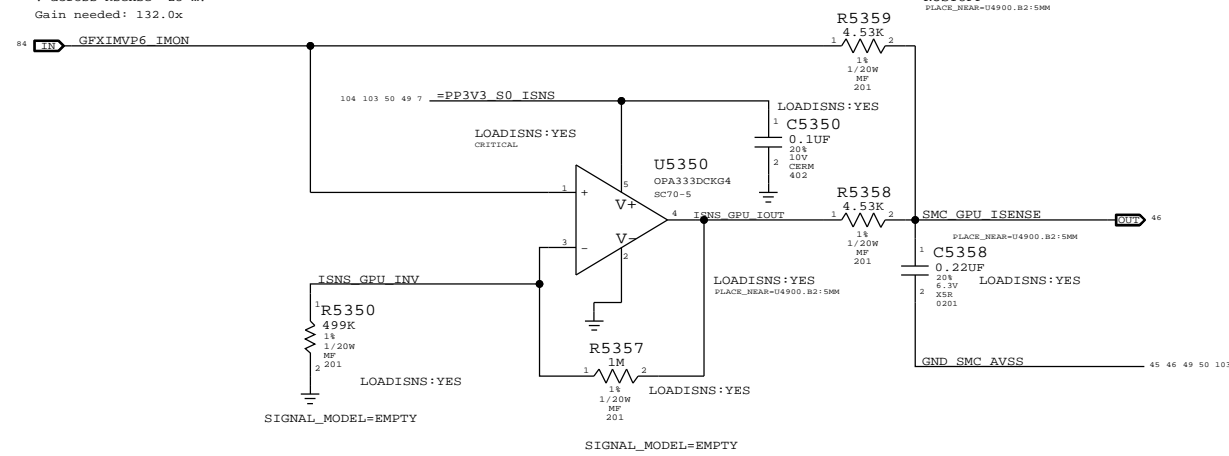 Gain needed: 132.0x
PLACE_NEAR=U4900.B2:5MM
R5359
4.53K
1 2
1%
1/20W
MF
201
84 IN GFXIMVP6_IMON
104 103 50 49 7 =PP3V3_S0_ISNS
LOADISNS:YES
CRITICAL
LOADISNS:YES
1 C5350
0.1UF
20%
10V
2 CERM
402
U5350
OPA333DCKG4
SC70-5
5
V+
1 +
4 ISNS_GPU_IOUT
3 -
V-
2
R5358
4.53K
1 2
1%
1/20W
MF
201
SMC_GPU_ISENSE
OUT 46
PLACE_NEAR=U4900.B2:5MM
1 C5358
0.22UF
20%
6.3V
2 X5R
0201
LOADISNS:YES
LOADISNS:YES
PLACE_NEAR=U4900.B2:5MM
ISNS_GPU_INV
1 R5350
499K
1%
1/20W
MF
2 201
LOADISNS:YES
SIGNAL_MODEL=EMPTY
R5357
1M
1 2
1%
1/20W
MF
201
LOADISNS:YES
SIGNAL_MODEL=EMPTY
GND_SMC_AVSS
45 46 49 50 103